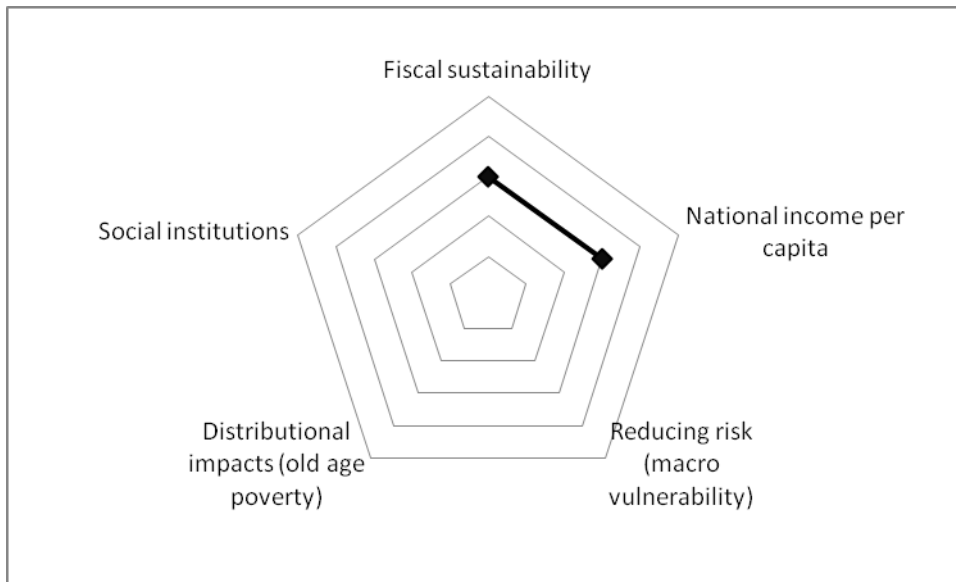 Fiscal sustainability
National income per
capita
Social institutions
Reducing risk
(macro
vulnerability)
Distributional
impacts (old age
poverty)